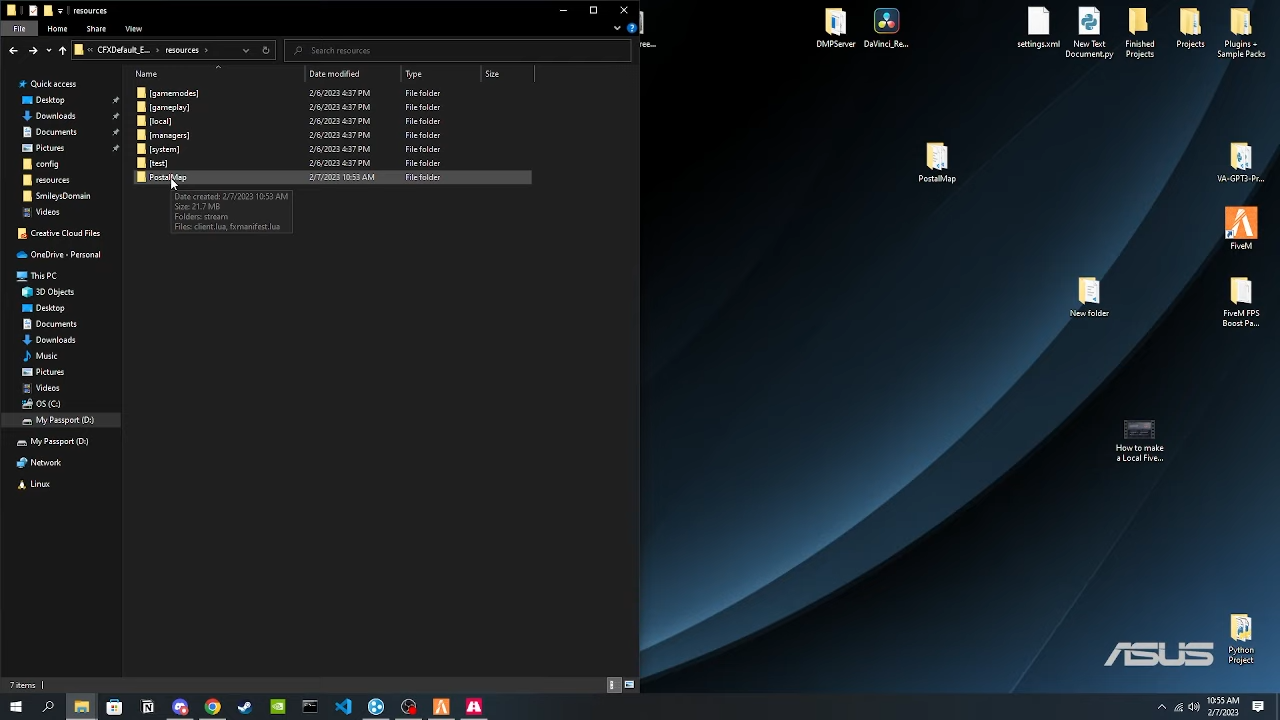 resources
File
Home
Share
View
CFXDefault_E...
resources
Search resources
Name
Date modified
Type
Size
Quick access
Desktop
Downloads
Documents
Pictures
config
resources
SmileysDomain
Videos
Creative Cloud Files
OneDrive - Personal
This PC
3D Objects
Desktop
Documents
Downloads
Music
Pictures
Videos
OS (C:)
My Passport (D:)
My Passport (D:)
Network
Linux
[gamemodes] 2/6/2023 4:37 PM File folder
[gameplay] 2/6/2023 4:37 PM File folder
[local] 2/6/2023 4:37 PM File folder
[managers] 2/6/2023 4:37 PM File folder
[system] 2/6/2023 4:37 PM File folder
[test] 2/6/2023 4:37 PM File folder
PostalMap 2/7/2023 10:53 AM File folder
Date created: 2/7/2023 10:53 AM
Size: 21.7 MB
Folders: stream
Files: client.lua, fxmanifest.lua
7 items
ree...
DMPServer
DaVinci_Re...
settings.xml
New Text
Document.py
Finished
Projects
Projects
Plugins +
Sample Packs
PostalMap
VA-GPT3-Pr...
FiveM
New folder
FiveM FPS
Boost Pa...
How to make
a Local Five...
Python
Project
ASUS
10:55 AM
2/7/2023